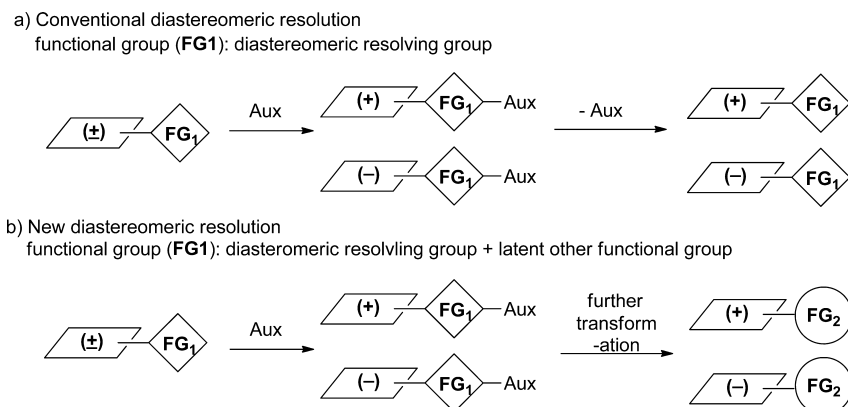 a) Conventional diastereomeric resolution
functional group (FG1): diastereomeric resolving group
(±) FG1
Aux
(+) FG1 Aux
(–) FG1 Aux
- Aux
(+) FG1
(–) FG1
b) New diastereomeric resolution
functional group (FG1): diasteromeric resolvling group + latent other functional group
(±) FG1
Aux
(+) FG1 Aux
(–) FG1 Aux
further
transform
-ation
(+) FG2
(–) FG2